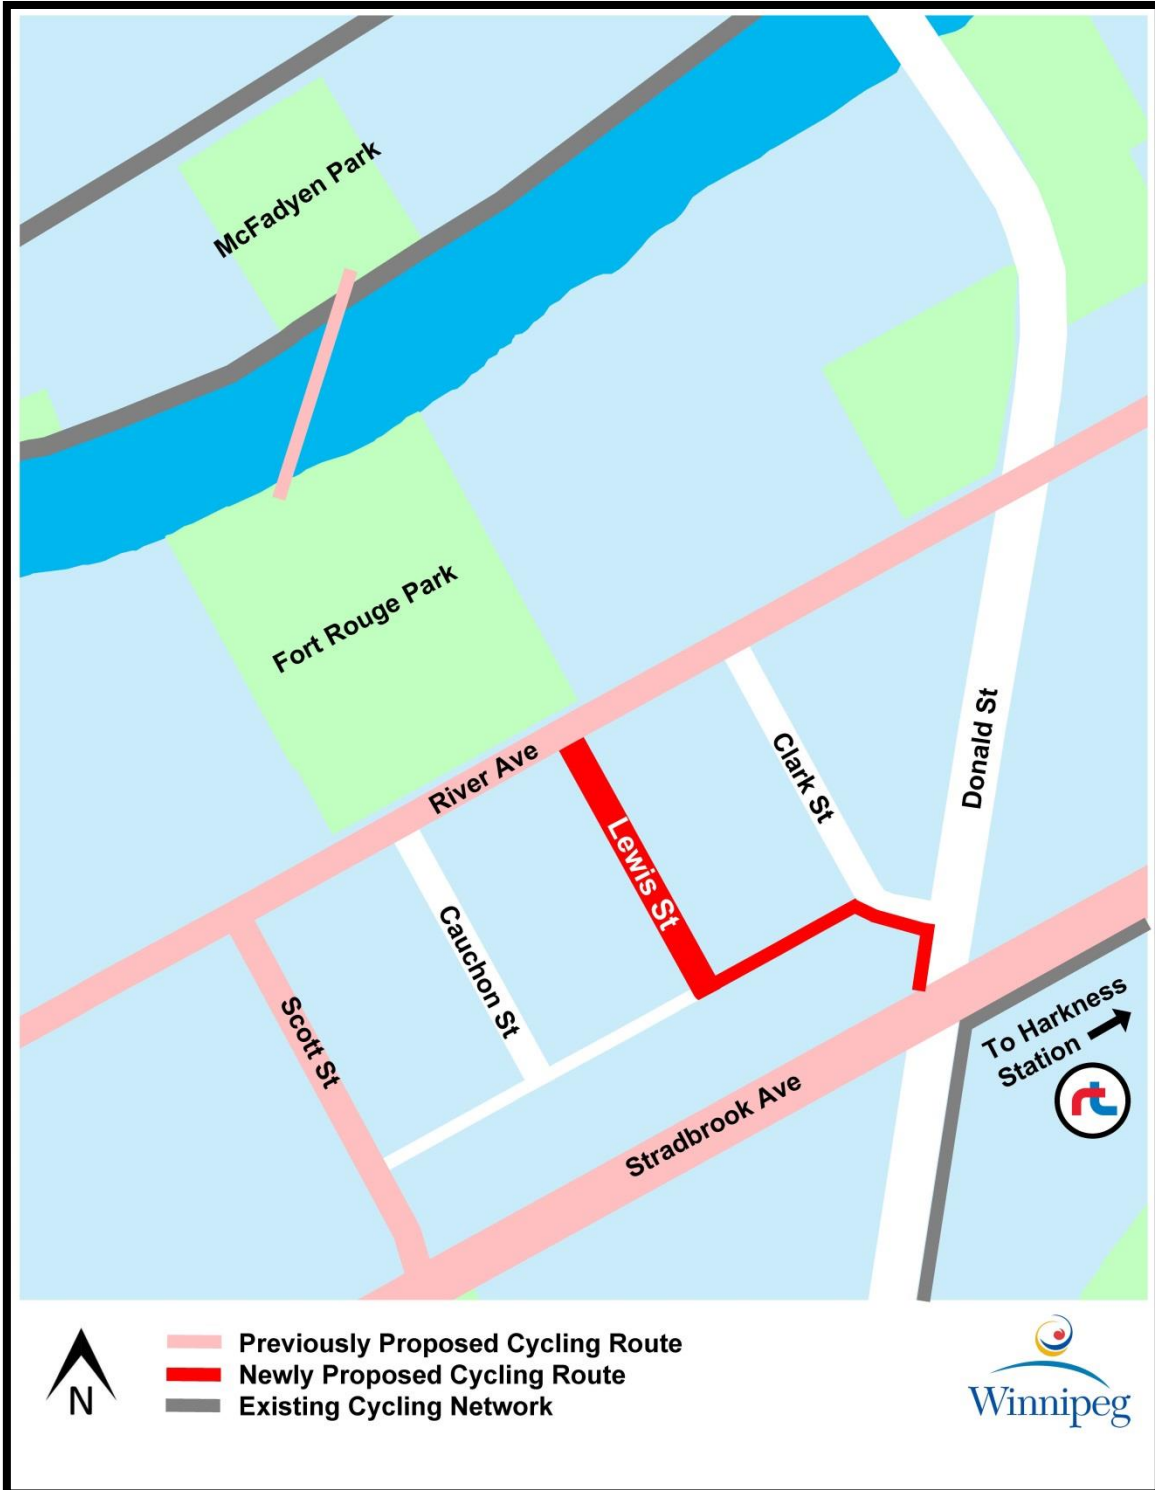 McFadyen Park
Fort Rouge Park
River Ave
Lewis St
Clark St
Donald St
Cauchon St
Scott St
Stradbrook Ave
To Harkness
Station
rt
N
Previously Proposed Cycling Route
Newly Proposed Cycling Route
Existing Cycling Network
Winnipeg